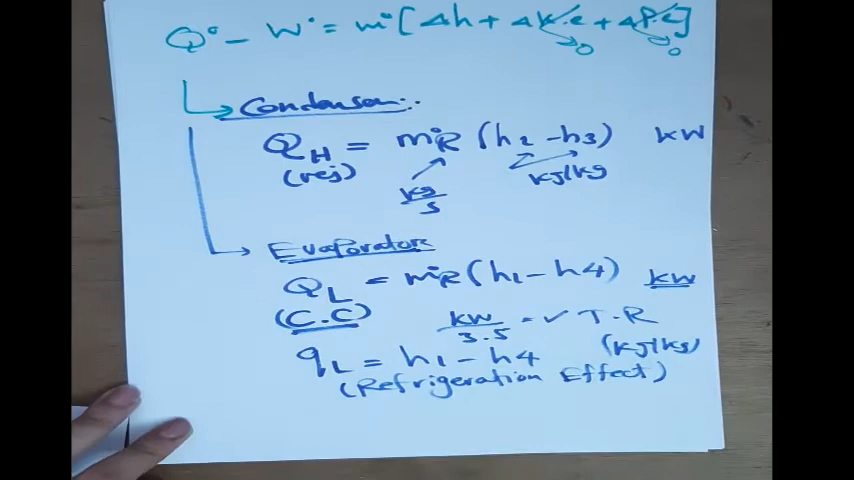 Q° - W° = m° [ Δh + ΔK.e + ΔP.e ]
0 0
Condenser:.
QH = m°R (h2 - h3) kW
(rej) kg/s kJ/kg
Evaporator
QL = m°R (h1 - h4) kW
(C.C) kW/3.5 = ✓ T.R
qL = h1 - h4 (kJ/kg)
(Refrigeration Effect)